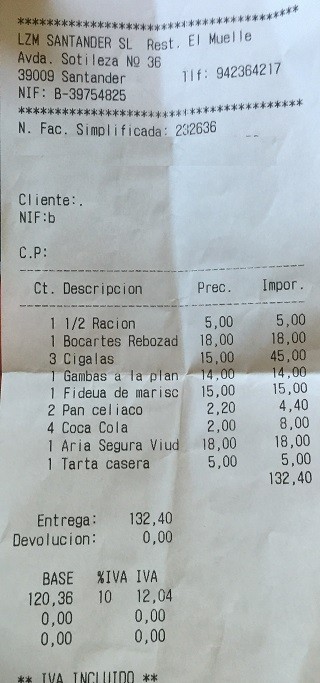 ****************************************
LZM SANTANDER SL Rest. El Muelle
Avda. Sotileza Nº 36
39009 Santander Tlf: 942364217
NIF: B-39754825
****************************************
N. Fac. Simplificada: 232636
Cliente:.
NIF:b
C.P:
Ct. Descripcion Prec. Impor.
1 1/2 Racion 5,00 5,00
1 Bocartes Rebozad 18,00 18,00
3 Cigalas 15,00 45,00
1 Gambas a la plan 14,00 14,00
1 Fideua de marisc 15,00 15,00
2 Pan celiaco 2,20 4,40
4 Coca Cola 2,00 8,00
1 Aria Segura Viud 18,00 18,00
1 Tarta casera 5,00 5,00
132,40
Entrega: 132,40
Devolucion: 0,00
BASE %IVA IVA
120,36 10 12,04
0,00 0,00
0,00 0,00
** IVA INCLUIDO **